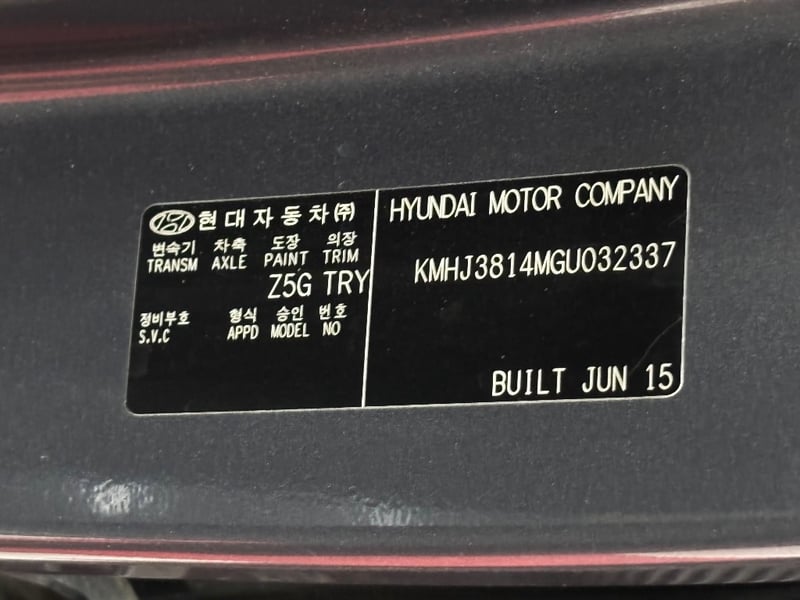 현대자동차㈜
변속기 차축 도장 의장
TRANSM AXLE PAINT TRIM
Z5G TRY
정비부호 형식 승인 번호
S.V.C APPD MODEL NO
HYUNDAI MOTOR COMPANY
KMHJ3814MGU032337
BUILT JUN 15